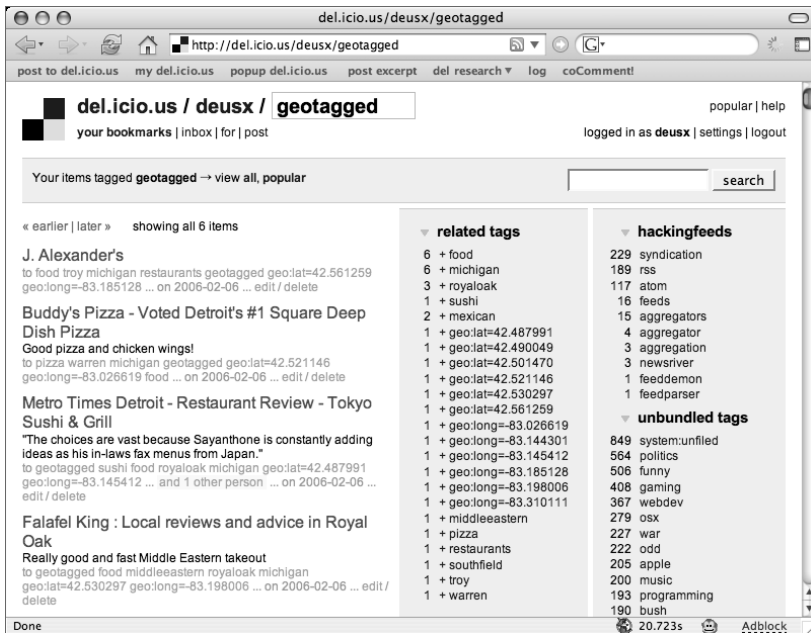 del.icio.us/deusx/geotagged
http://del.icio.us/deusx/geotagged
G
post to del.icio.us my del.icio.us popup del.icio.us post excerpt del research ▼ log coComment!
del.icio.us / deusx / geotagged
popular | help
your bookmarks | inbox | for | post
logged in as deusx | settings | logout
Your items tagged geotagged → view all, popular
search
« earlier | later » showing all 6 items
J. Alexander's
to food troy michigan restaurants geotagged geo:lat=42.561259
geo:long=-83.185128 ... on 2006-02-06 ... edit / delete
Buddy's Pizza - Voted Detroit's #1 Square Deep
Dish Pizza
Good pizza and chicken wings!
to pizza warren michigan geotagged geo:lat=42.521146
geo:long=-83.026619 food ... on 2006-02-06 ... edit / delete
Metro Times Detroit - Restaurant Review - Tokyo
Sushi & Grill
"The choices are vast because Sayanthone is constantly adding
ideas as his in-laws fax menus from Japan."
to geotagged sushi food royaloak michigan geo:lat=42.487991
geo:long=-83.145412 ... and 1 other person ... on 2006-02-06 ...
edit / delete
Falafel King : Local reviews and advice in Royal
Oak
Really good and fast Middle Eastern takeout
to geotagged food middleeastern royaloak michigan
geo:lat=42.530297 geo:long=-83.198006 ... on 2006-02-06 ... edit /
delete
related tags
6 + food
6 + michigan
3 + royaloak
1 + sushi
2 + mexican
1 + geo:lat=42.487991
1 + geo:lat=42.490049
1 + geo:lat=42.501470
1 + geo:lat=42.521146
1 + geo:lat=42.530297
1 + geo:lat=42.561259
1 + geo:long=-83.026619
1 + geo:long=-83.144301
1 + geo:long=-83.145412
1 + geo:long=-83.185128
1 + geo:long=-83.198006
1 + geo:long=-83.310111
1 + middleeastern
1 + pizza
1 + restaurants
1 + southfield
1 + troy
1 + warren
hackingfeeds
229 syndication
189 rss
117 atom
16 feeds
15 aggregators
4 aggregator
3 aggregation
3 newsriver
1 feeddemon
1 feedparser
unbundled tags
849 system:unfiled
564 politics
506 funny
408 gaming
367 webdev
279 osx
227 war
222 odd
205 apple
200 music
193 programming
190 bush
Done
20.723s
Adblock